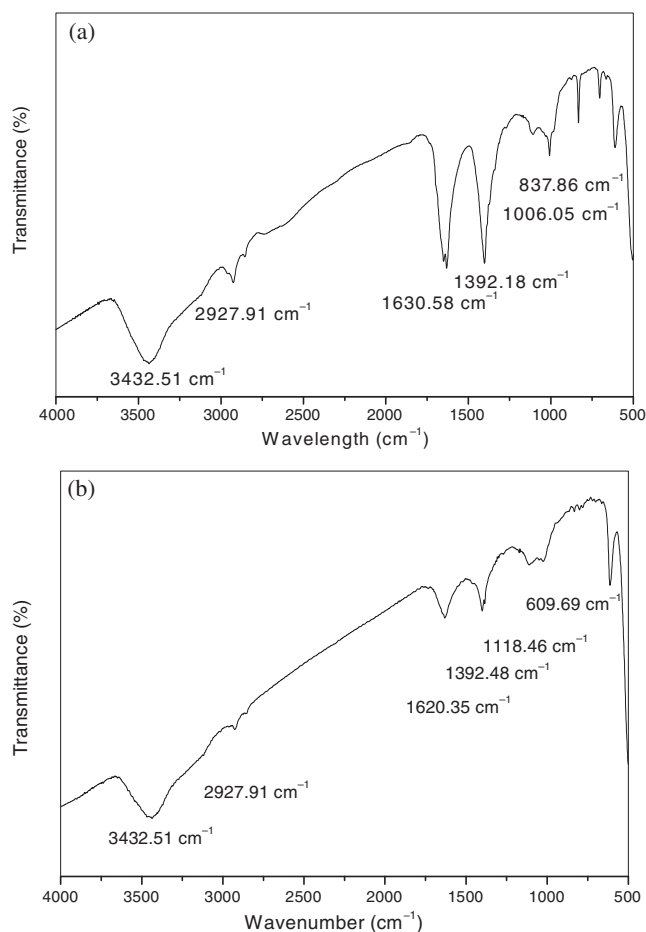 (a)
Transmittance (%)
837.86 cm⁻¹
1006.05 cm⁻¹
1392.18 cm⁻¹
1630.58 cm⁻¹
2927.91 cm⁻¹
3432.51 cm⁻¹
4000 3500 3000 2500 2000 1500 1000 500
Wavelength (cm⁻¹)
(b)
Transmittance (%)
609.69 cm⁻¹
1118.46 cm⁻¹
1392.48 cm⁻¹
1620.35 cm⁻¹
2927.91 cm⁻¹
3432.51 cm⁻¹
4000 3500 3000 2500 2000 1500 1000 500
Wavenumber (cm⁻¹)